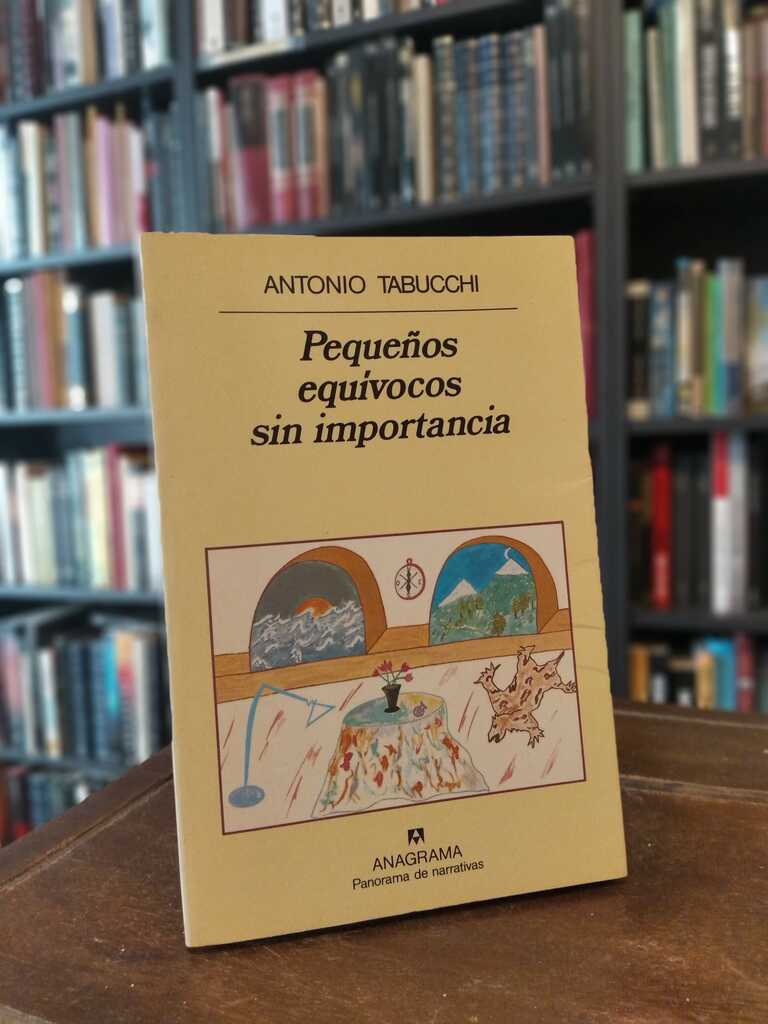 ANTONIO TABUCCHI
Pequeños
equívocos
sin importancia
ANAGRAMA
Panorama de narrativas